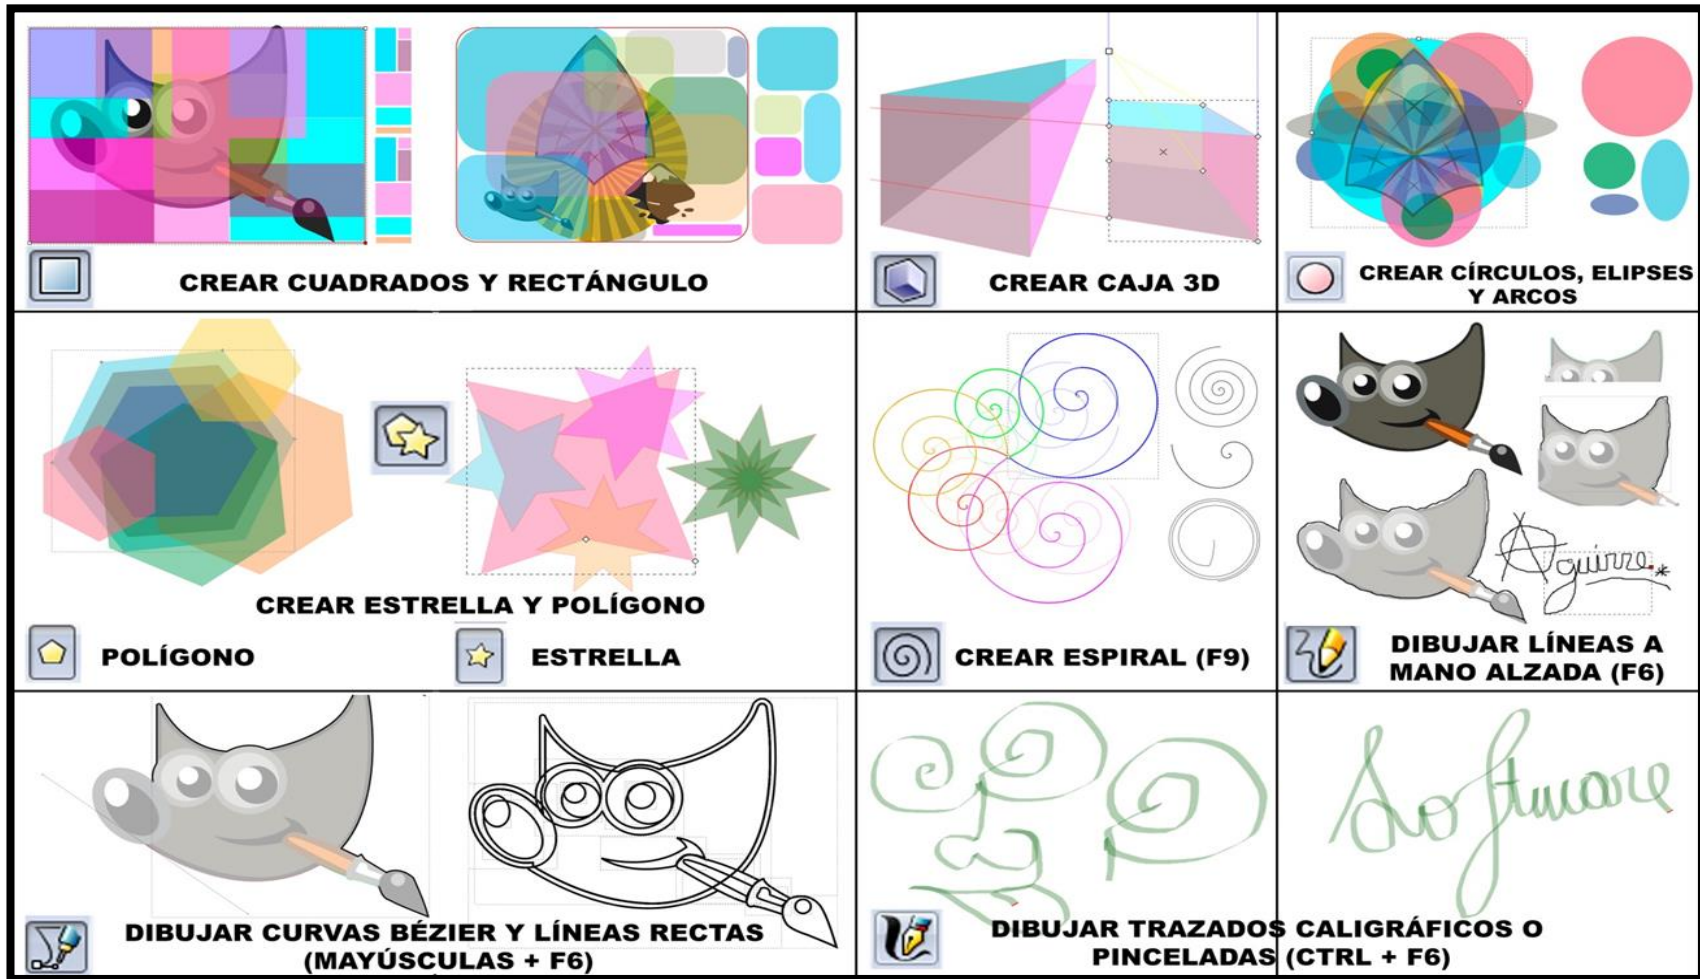 CREAR CUADRADOS Y RECTÁNGULO
CREAR CAJA 3D
CREAR CÍRCULOS, ELIPSES
Y ARCOS
CREAR ESTRELLA Y POLÍGONO
POLÍGONO
ESTRELLA
CREAR ESPIRAL (F9)
Aguirre
DIBUJAR LÍNEAS A
MANO ALZADA (F6)
DIBUJAR CURVAS BÉZIER Y LÍNEAS RECTAS
(MAYÚSCULAS + F6)
Software
DIBUJAR TRAZADOS CALIGRÁFICOS O
PINCELADAS (CTRL + F6)